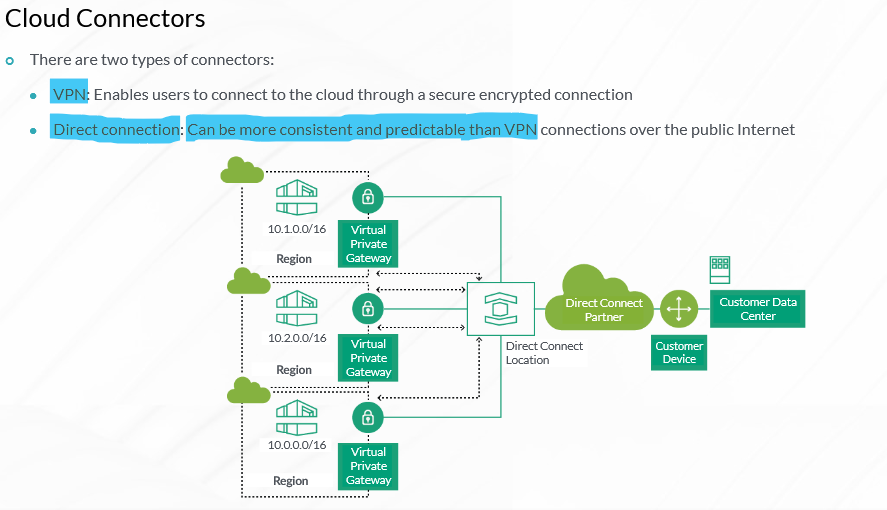 Cloud Connectors
There are two types of connectors:
VPN: Enables users to connect to the cloud through a secure encrypted connection
Direct connection: Can be more consistent and predictable than VPN connections over the public Internet
10.1.0.0/16
Region
Virtual
Private
Gateway
10.2.0.0/16
Region
Virtual
Private
Gateway
10.0.0.0/16
Region
Virtual
Private
Gateway
Direct Connect
Location
Direct Connect
Partner
Customer
Device
Customer Data
Center